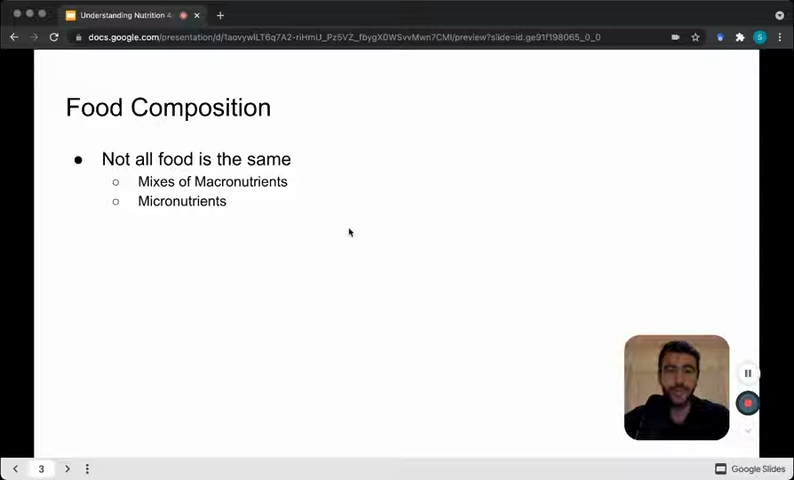 Understanding Nutrition 4
docs.google.com/presentation/d/1aovywlLT6q7A2-riHmU_Pz5VZ_fbygX0WSvvMwn7CMI/preview?slide=id.ge91f198065_0_0
S
Food Composition
Not all food is the same
Mixes of Macronutrients
Micronutrients
3
Google Slides